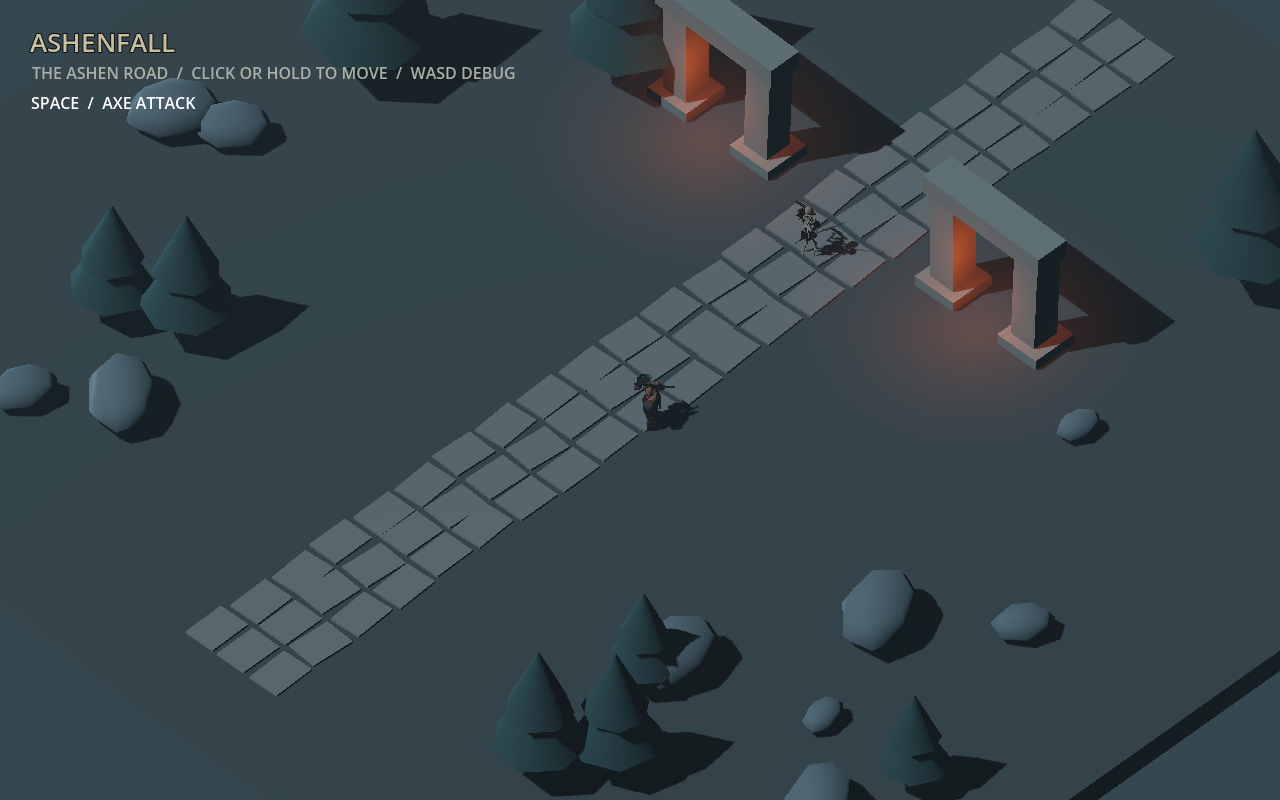 ASHENFALL
THE ASHEN ROAD / CLICK OR HOLD TO MOVE / WASD DEBUG
SPACE / AXE ATTACK